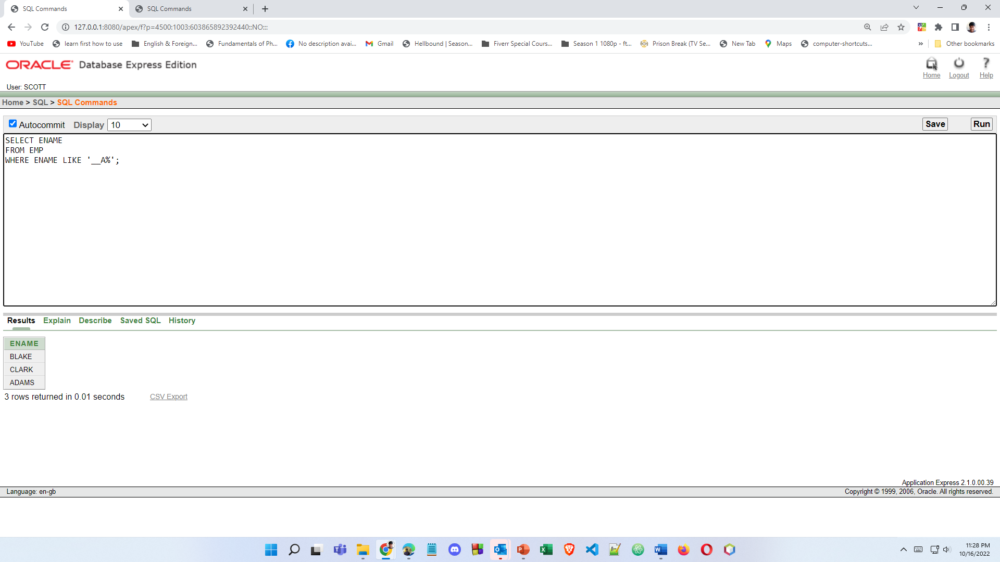 SQL Commands
SQL Commands
127.0.0.1:8080/apex/f?p=4500:1003:603865892392440::NO:::
YouTube learn first how to use English & Foreign... Fundamentals of Ph... No description avai... Gmail Hellbound | Season... Fiverr Special Cours... Season 1 1080p - ft... Prison Break (TV Se... New Tab Maps computer-shortcuts... » Other bookmarks
ORACLE Database Express Edition
Home Logout Help
User: SCOTT
Home > SQL > SQL Commands
Autocommit Display 10 Save Run
SELECT ENAME
FROM EMP
WHERE ENAME LIKE '__A%';
Results Explain Describe Saved SQL History
ENAME
BLAKE
CLARK
ADAMS
3 rows returned in 0.01 seconds CSV Export
Application Express 2.1.0.00.39
Language: en-gb Copyright © 1999, 2006, Oracle. All rights reserved.
11:28 PM
10/16/2022